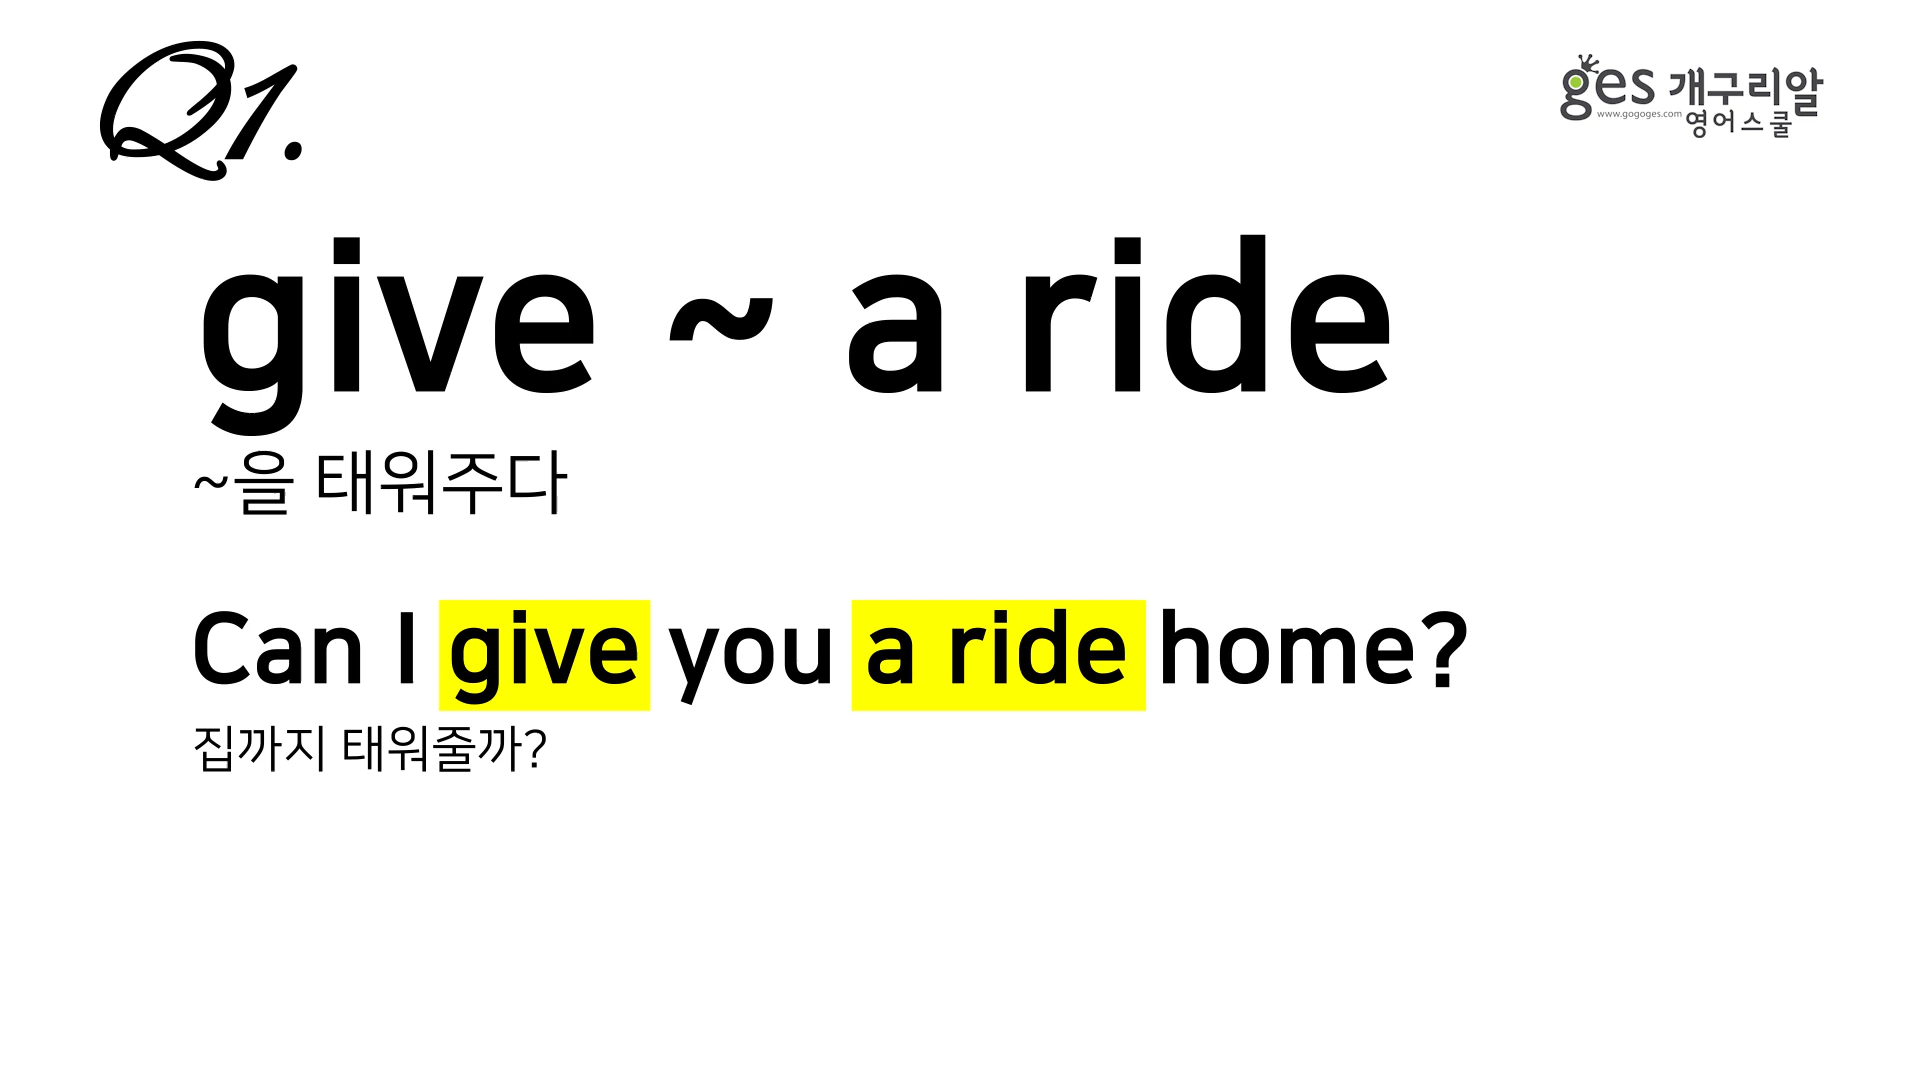 Q1.
ges 개구리알
www.gogoges.com 영어스쿨
give ~ a ride
~을 태워주다
Can I give you a ride home?
집까지 태워줄까?